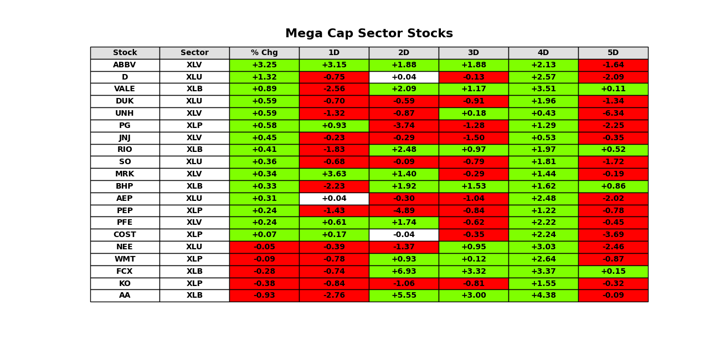 Mega Cap Sector Stocks
Stock Sector % Chg 1D 2D 3D 4D 5D
ABBV XLV +3.25 +3.15 +1.88 +1.88 +2.13 -1.64
D XLU +1.32 -0.75 +0.04 -0.13 +2.57 -2.09
VALE XLB +0.89 -2.56 +2.09 +1.17 +3.51 +0.11
DUK XLU +0.59 -0.70 -0.59 -0.91 +1.96 -1.34
UNH XLV +0.59 -1.32 -0.87 +0.18 +0.43 -6.34
PG XLP +0.58 +0.93 -3.74 -1.28 +1.29 -2.25
JNJ XLV +0.45 -0.23 -0.29 -1.50 +0.53 -0.35
RIO XLB +0.41 -1.83 +2.48 +0.97 +1.97 +0.52
SO XLU +0.36 -0.68 -0.09 -0.79 +1.81 -1.72
MRK XLV +0.34 +3.63 +1.40 -0.29 +1.44 -0.19
BHP XLB +0.33 -2.23 +1.92 +1.53 +1.62 +0.86
AEP XLU +0.31 +0.04 -0.30 -1.04 +2.48 -2.02
PEP XLP +0.24 -1.43 -4.89 -0.84 +1.22 -0.78
PFE XLV +0.24 +0.61 +1.74 -0.62 +2.22 -0.45
COST XLP +0.07 +0.17 -0.04 -0.35 +2.24 -3.69
NEE XLU -0.05 -0.39 -1.37 +0.95 +3.03 -2.46
WMT XLP -0.09 -0.78 +0.93 +0.12 +2.64 -0.87
FCX XLB -0.28 -0.74 +6.93 +3.32 +3.37 +0.15
KO XLP -0.38 -0.84 -1.06 -0.81 +1.55 -0.32
AA XLB -0.93 -2.76 +5.55 +3.00 +4.38 -0.09